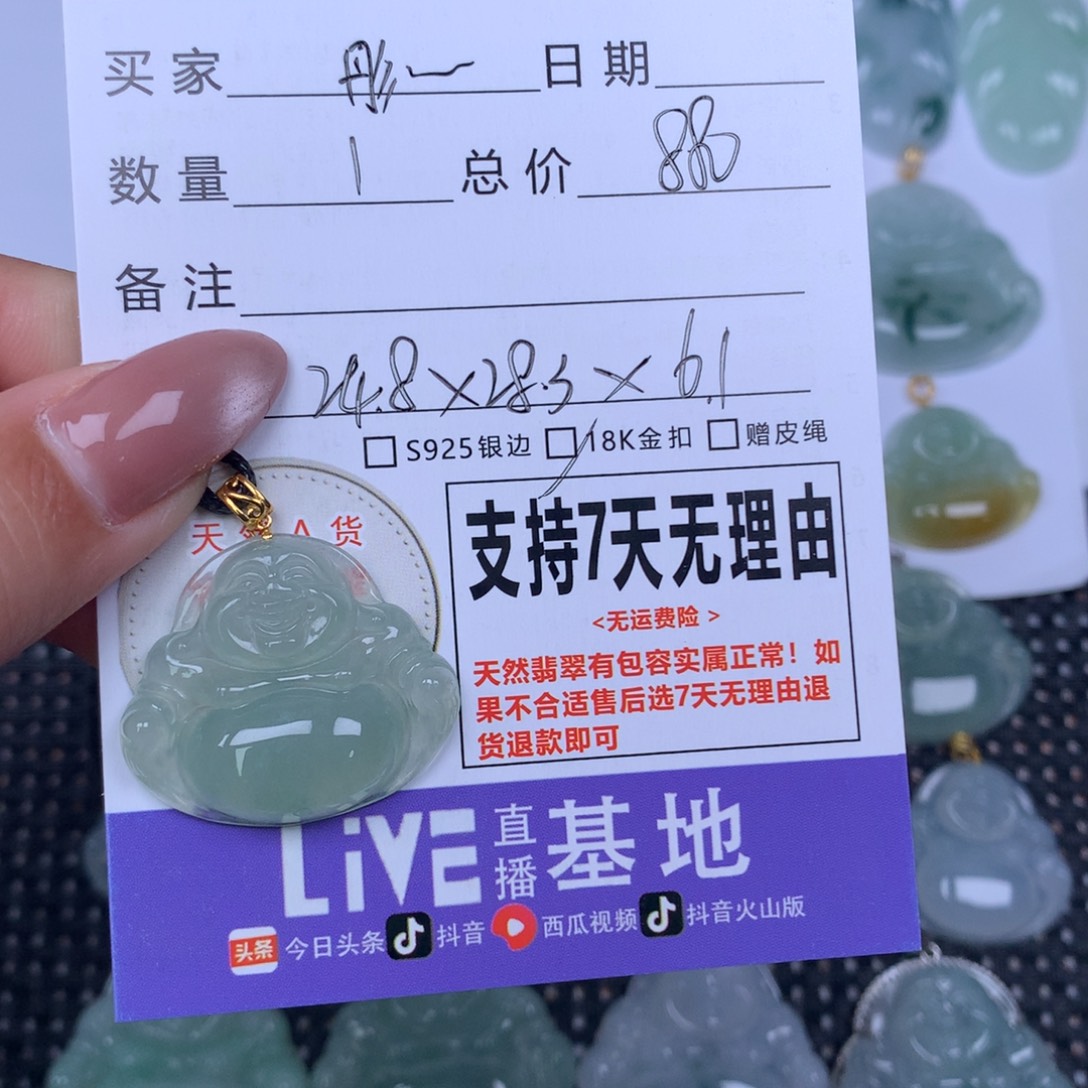 买家 彤一 日期
数量 1 总价 88
备注
24.8×28.3×6.1
S925银边 18K金扣 赠皮绳
天 A货
支持7天无理由
<无运费险>
天然翡翠有包容实属正常！如
果不合适售后选7天无理由退
货退款即可
LiVE 直播 基地
头条 今日头条 抖音 西瓜视频 抖音火山版